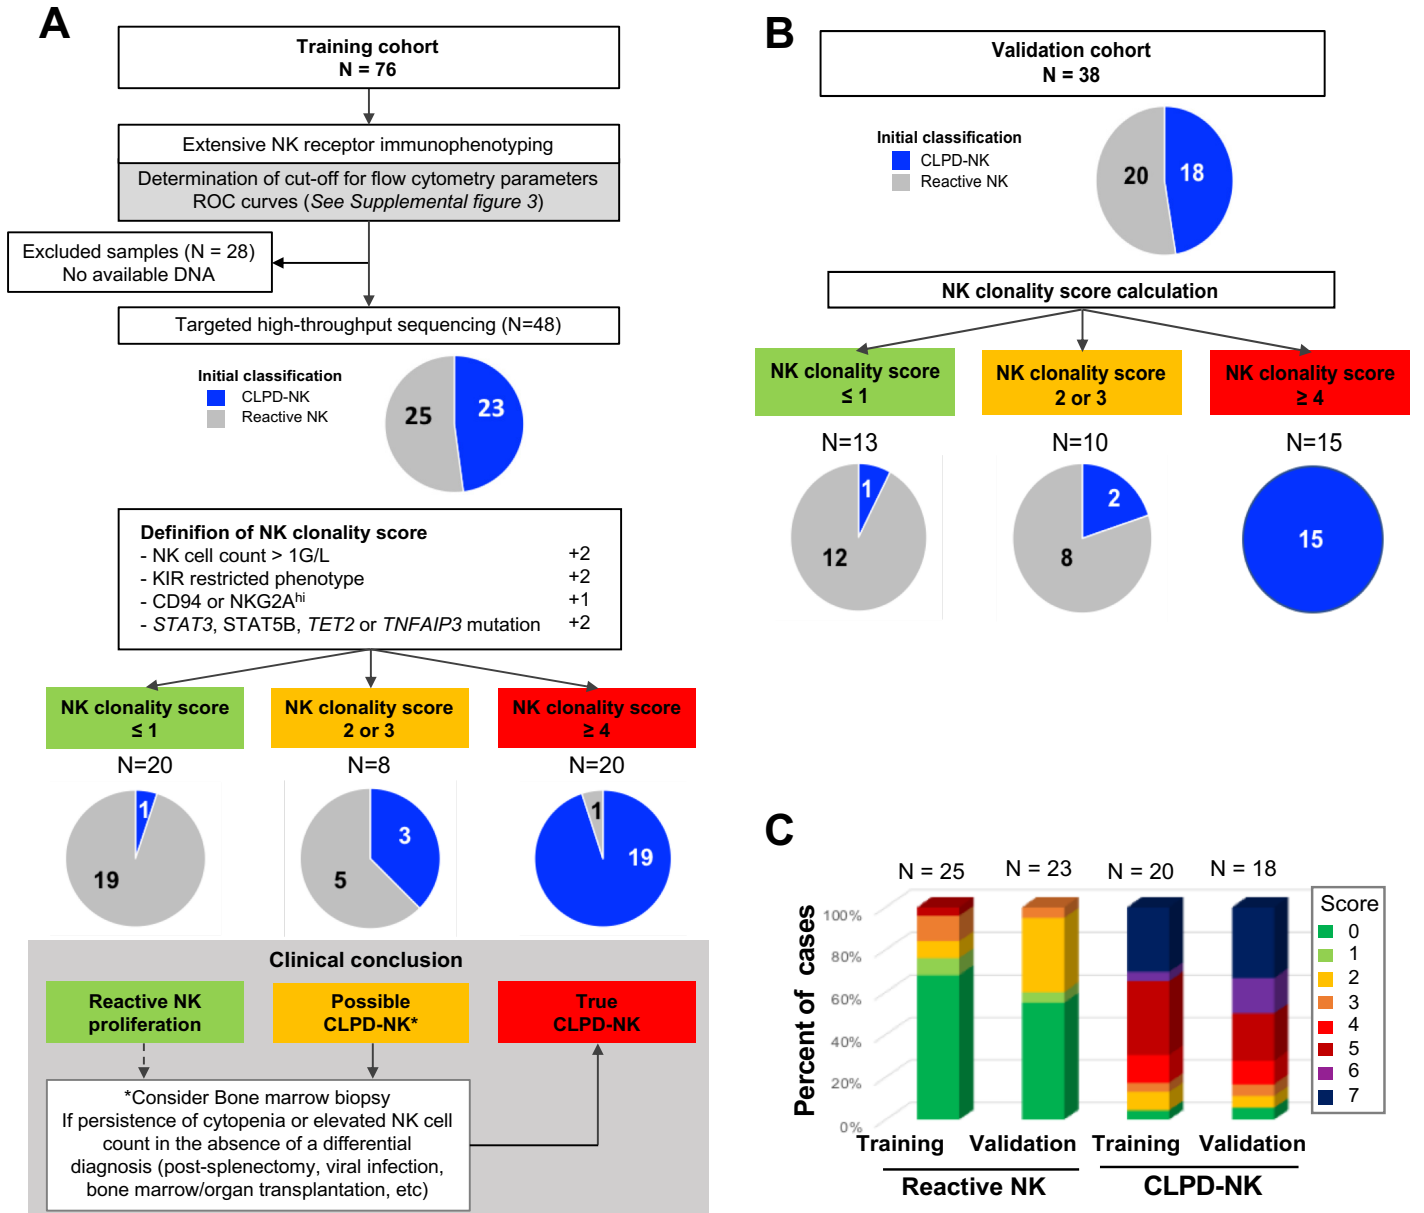 A
Training cohort
N = 76
Extensive NK receptor immunophenotyping
Determination of cut-off for flow cytometry parameters
ROC curves (See Supplemental figure 3)
Excluded samples (N = 28)
No available DNA
Targeted high-throughput sequencing (N=48)
Initial classification
CLPD-NK
Reactive NK
25
23
Definifion of NK clonality score
- NK cell count > 1G/L +2
- KIR restricted phenotype +2
- CD94 or NKG2Ahi +1
- STAT3, STAT5B, TET2 or TNFAIP3 mutation +2
NK clonality score
≤ 1
NK clonality score
2 or 3
NK clonality score
≥ 4
N=20
N=8
N=20
1
19
3
5
1
19
Clinical conclusion
Reactive NK
proliferation
Possible
CLPD-NK*
True
CLPD-NK
*Consider Bone marrow biopsy
If persistence of cytopenia or elevated NK cell
count in the absence of a differential
diagnosis (post-splenectomy, viral infection,
bone marrow/organ transplantation, etc)
B
Validation cohort
N = 38
Initial classification
CLPD-NK
Reactive NK
20
18
NK clonality score calculation
NK clonality score
≤ 1
NK clonality score
2 or 3
NK clonality score
≥ 4
N=13
N=10
N=15
1
12
2
8
15
C
N = 25
N = 23
N = 20
N = 18
Percent of cases
100%
80%
60%
40%
20%
0%
Training
Validation
Training
Validation
Reactive NK
CLPD-NK
Score
0
1
2
3
4
5
6
7